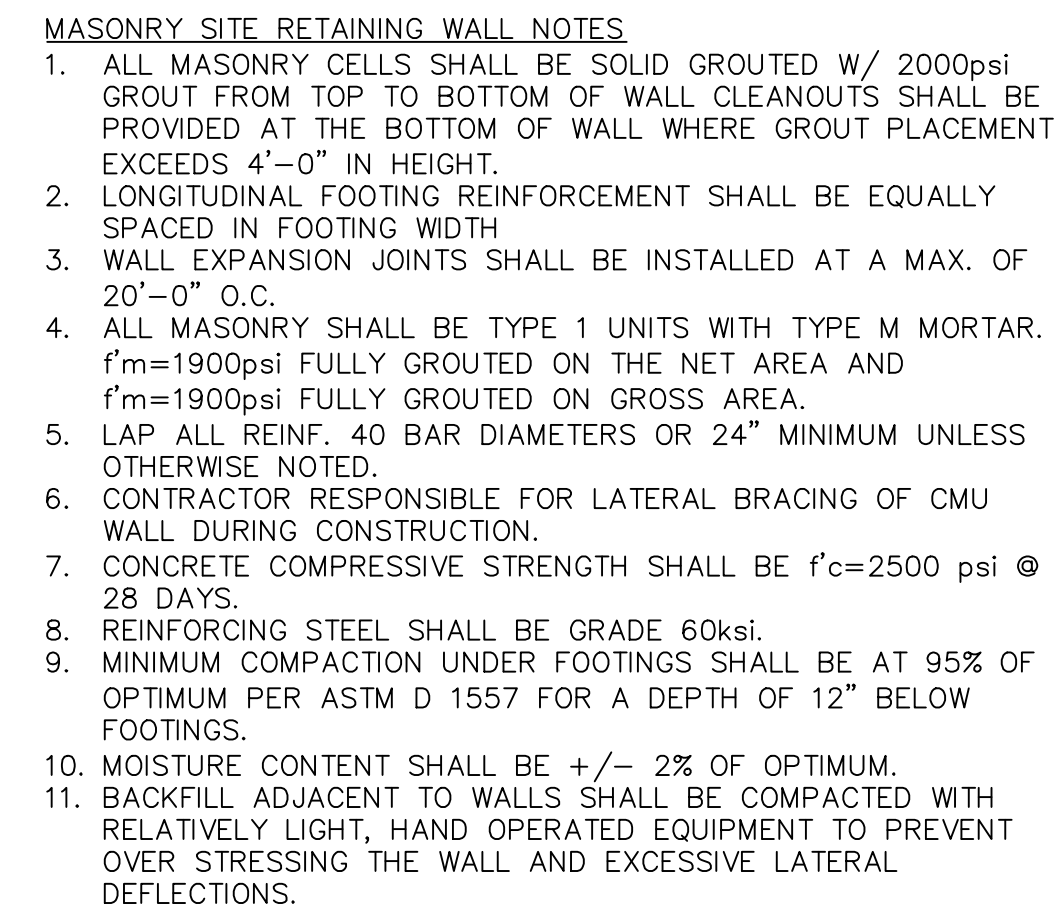 MASONRY SITE RETAINING WALL NOTES
1. ALL MASONRY CELLS SHALL BE SOLID GROUTED W/ 2000psi
GROUT FROM TOP TO BOTTOM OF WALL CLEANOUTS SHALL BE
PROVIDED AT THE BOTTOM OF WALL WHERE GROUT PLACEMENT
EXCEEDS 4'-0" IN HEIGHT.
2. LONGITUDINAL FOOTING REINFORCEMENT SHALL BE EQUALLY
SPACED IN FOOTING WIDTH
3. WALL EXPANSION JOINTS SHALL BE INSTALLED AT A MAX. OF
20'-0" O.C.
4. ALL MASONRY SHALL BE TYPE 1 UNITS WITH TYPE M MORTAR.
f'm=1900psi FULLY GROUTED ON THE NET AREA AND
f'm=1900psi FULLY GROUTED ON GROSS AREA.
5. LAP ALL REINF. 40 BAR DIAMETERS OR 24" MINIMUM UNLESS
OTHERWISE NOTED.
6. CONTRACTOR RESPONSIBLE FOR LATERAL BRACING OF CMU
WALL DURING CONSTRUCTION.
7. CONCRETE COMPRESSIVE STRENGTH SHALL BE f'c=2500 psi @
28 DAYS.
8. REINFORCING STEEL SHALL BE GRADE 60ksi.
9. MINIMUM COMPACTION UNDER FOOTINGS SHALL BE AT 95% OF
OPTIMUM PER ASTM D 1557 FOR A DEPTH OF 12" BELOW
FOOTINGS.
10. MOISTURE CONTENT SHALL BE +/- 2% OF OPTIMUM.
11. BACKFILL ADJACENT TO WALLS SHALL BE COMPACTED WITH
RELATIVELY LIGHT, HAND OPERATED EQUIPMENT TO PREVENT
OVER STRESSING THE WALL AND EXCESSIVE LATERAL
DEFLECTIONS.